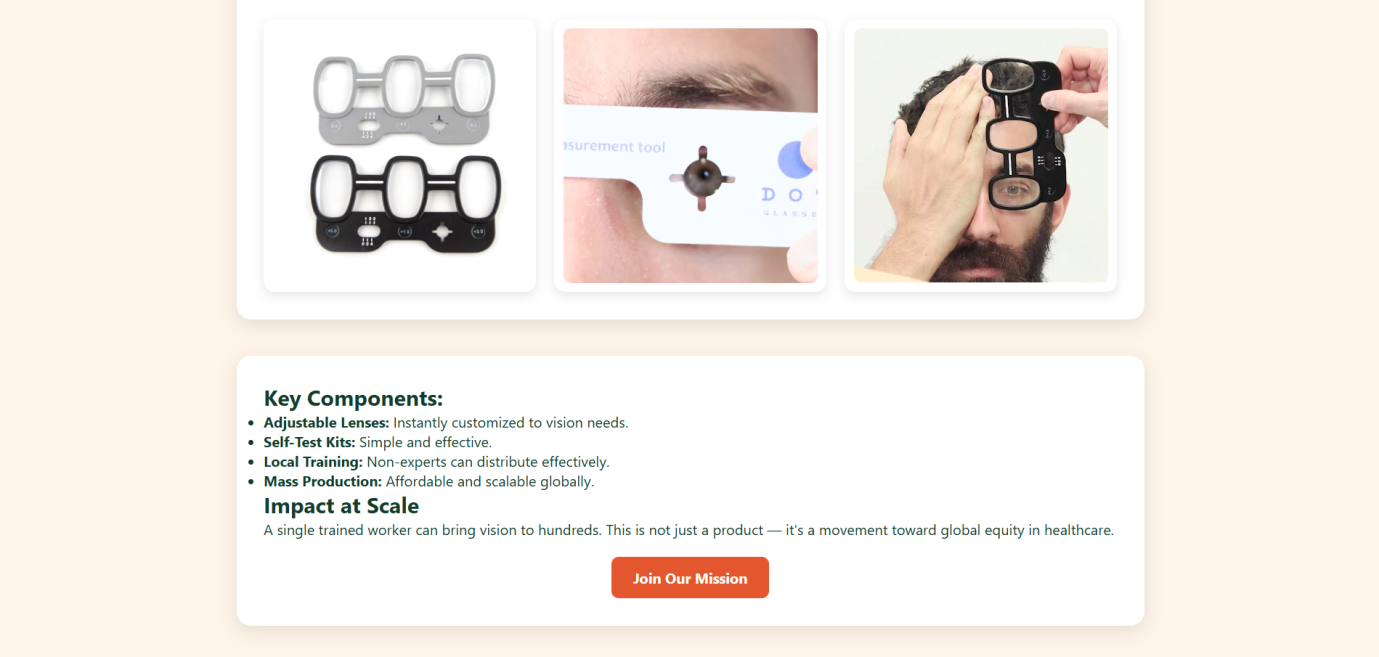 asurement tool
D O
G L A S S E
Key Components:
Adjustable Lenses: Instantly customized to vision needs.
Self-Test Kits: Simple and effective.
Local Training: Non-experts can distribute effectively.
Mass Production: Affordable and scalable globally.
Impact at Scale
A single trained worker can bring vision to hundreds. This is not just a product — it's a movement toward global equity in healthcare.
Join Our Mission